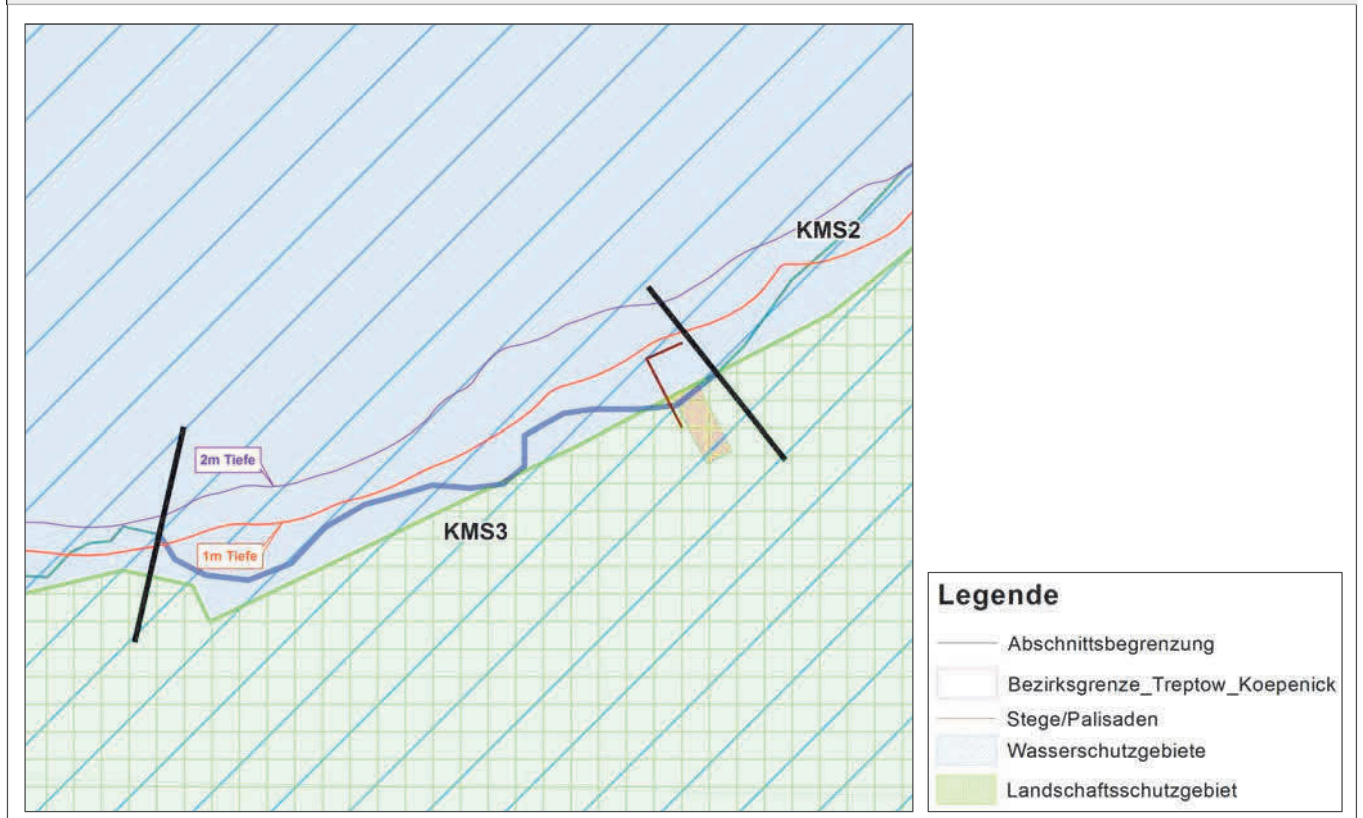 KMS2
2m Tiefe
1m Tiefe
KMS3
Legende
Abschnittsbegrenzung
Bezirksgrenze_Treptow_Koepenick
Stege/Palisaden
Wasserschutzgebiete
Landschaftsschutzgebiet